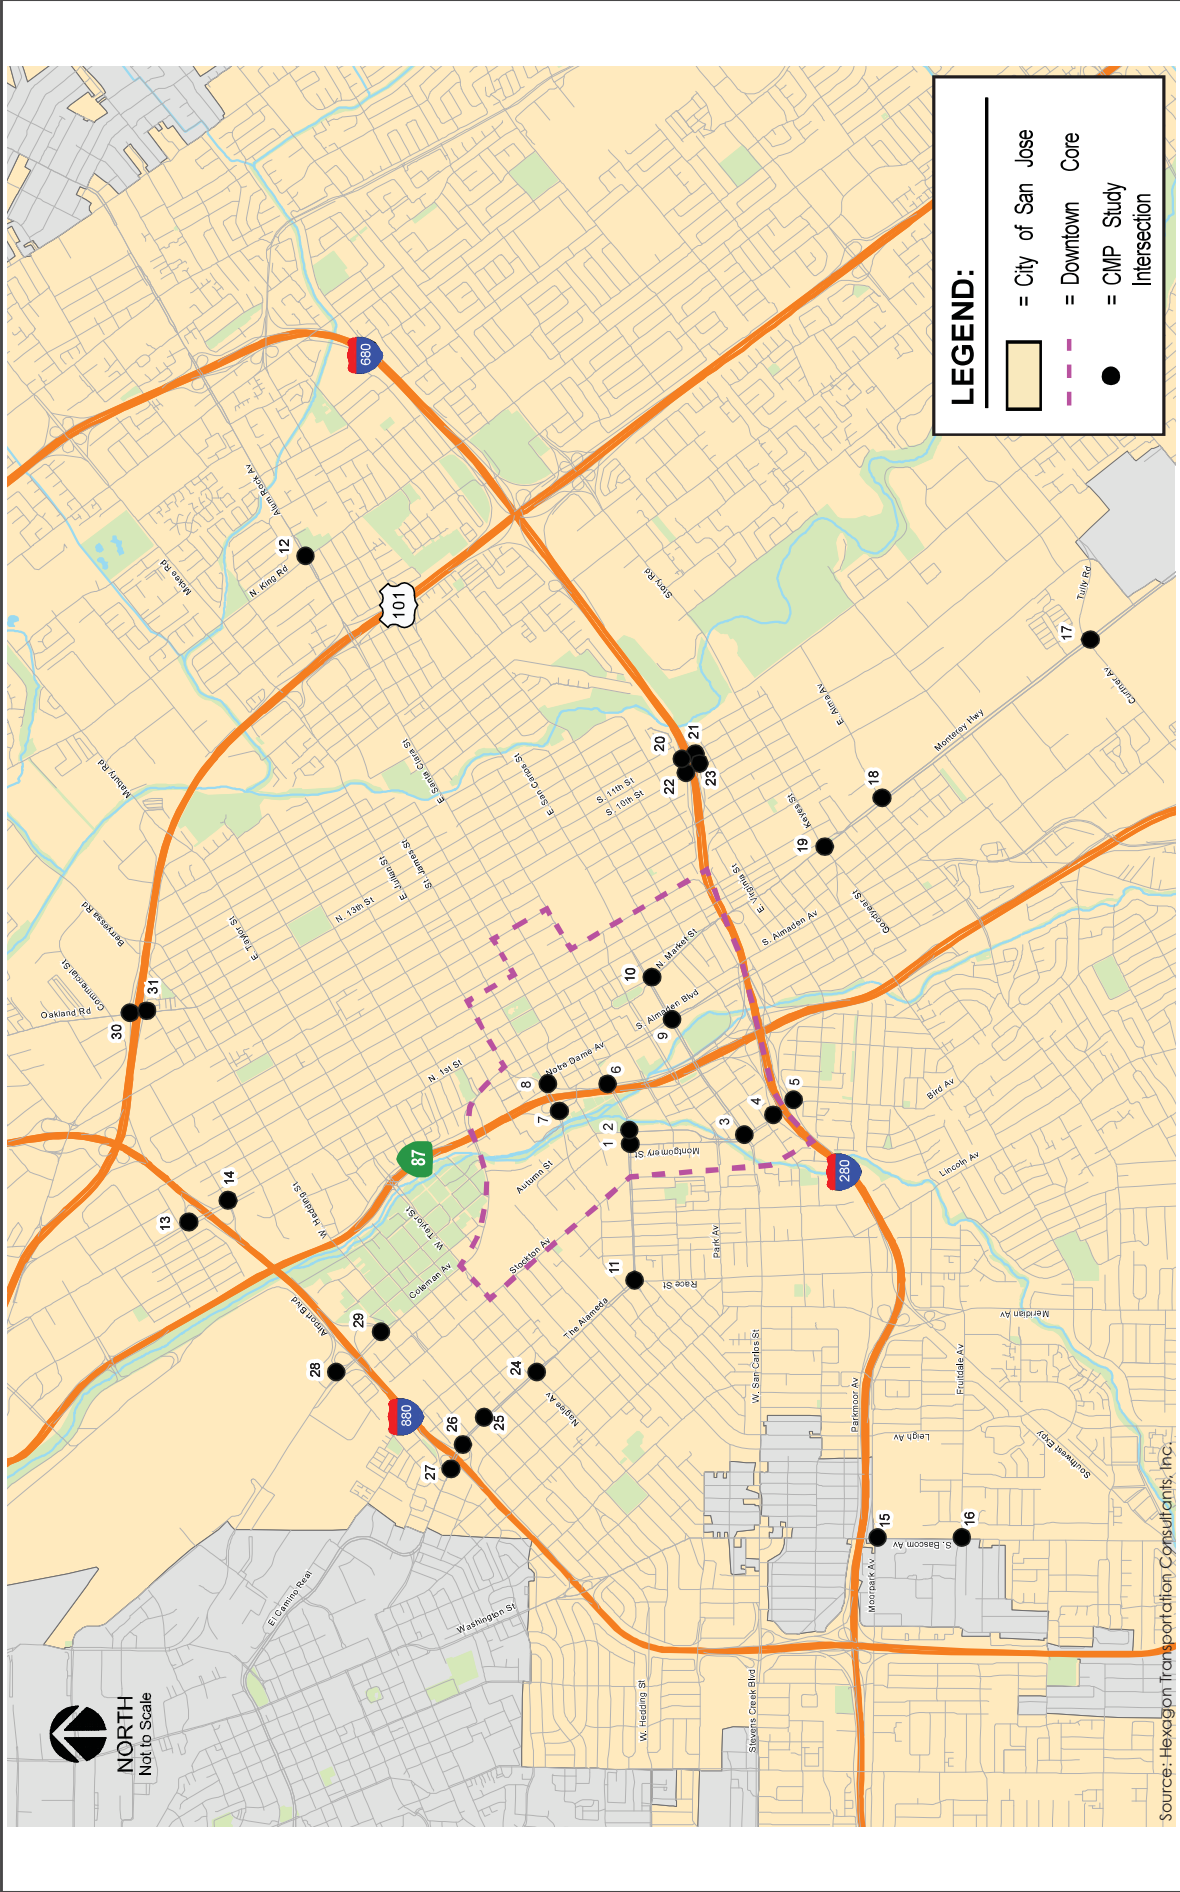 LEGEND:
= City of San Jose
= Downtown Core
= CMP Study
Intersection
NORTH
Not to Scale
Source: Hexagon Transportation Consultants, Inc.
680
101
87
280
880
1
2
3
4
5
6
7
8
9
10
11
12
13
14
15
16
17
18
19
20
21
22
23
24
25
26
27
28
29
30
31
Alum Rock Av
N. King Rd
Mckee Rd
Mabury Rd
Berryessa Rd
Commercial St
Oakland Rd
E. Taylor St
N. 13th St
E. Julian St
St. James St
E. Santa Clara St
E. San Carlos St
S. 11th St
S. 10th St
Story Rd
E. Alma Av
Monterey Hwy
Tully Rd
Curtner Av
Keyes St
Goodyear St
E. Virginia St
S. Almaden Av
N. Market St
S. Almaden Blvd
Notre Dame Av
N. 1st St
Autumn St
Montgomery St
Bird Av
Lincoln Av
W. Hedding St
W. Taylor St
Coleman Av
Airport Blvd
Stockton Av
The Alameda
Naglee Av
Park Av
Race St
Meridian Av
W. San Carlos St
Parkmoor Av
Fruitdale Av
Leigh Av
Southwest Expy
S. Bascom Av
Moorpark Av
El Camino Real
Washington St
W. Hedding St
Stevens Creek Blvd